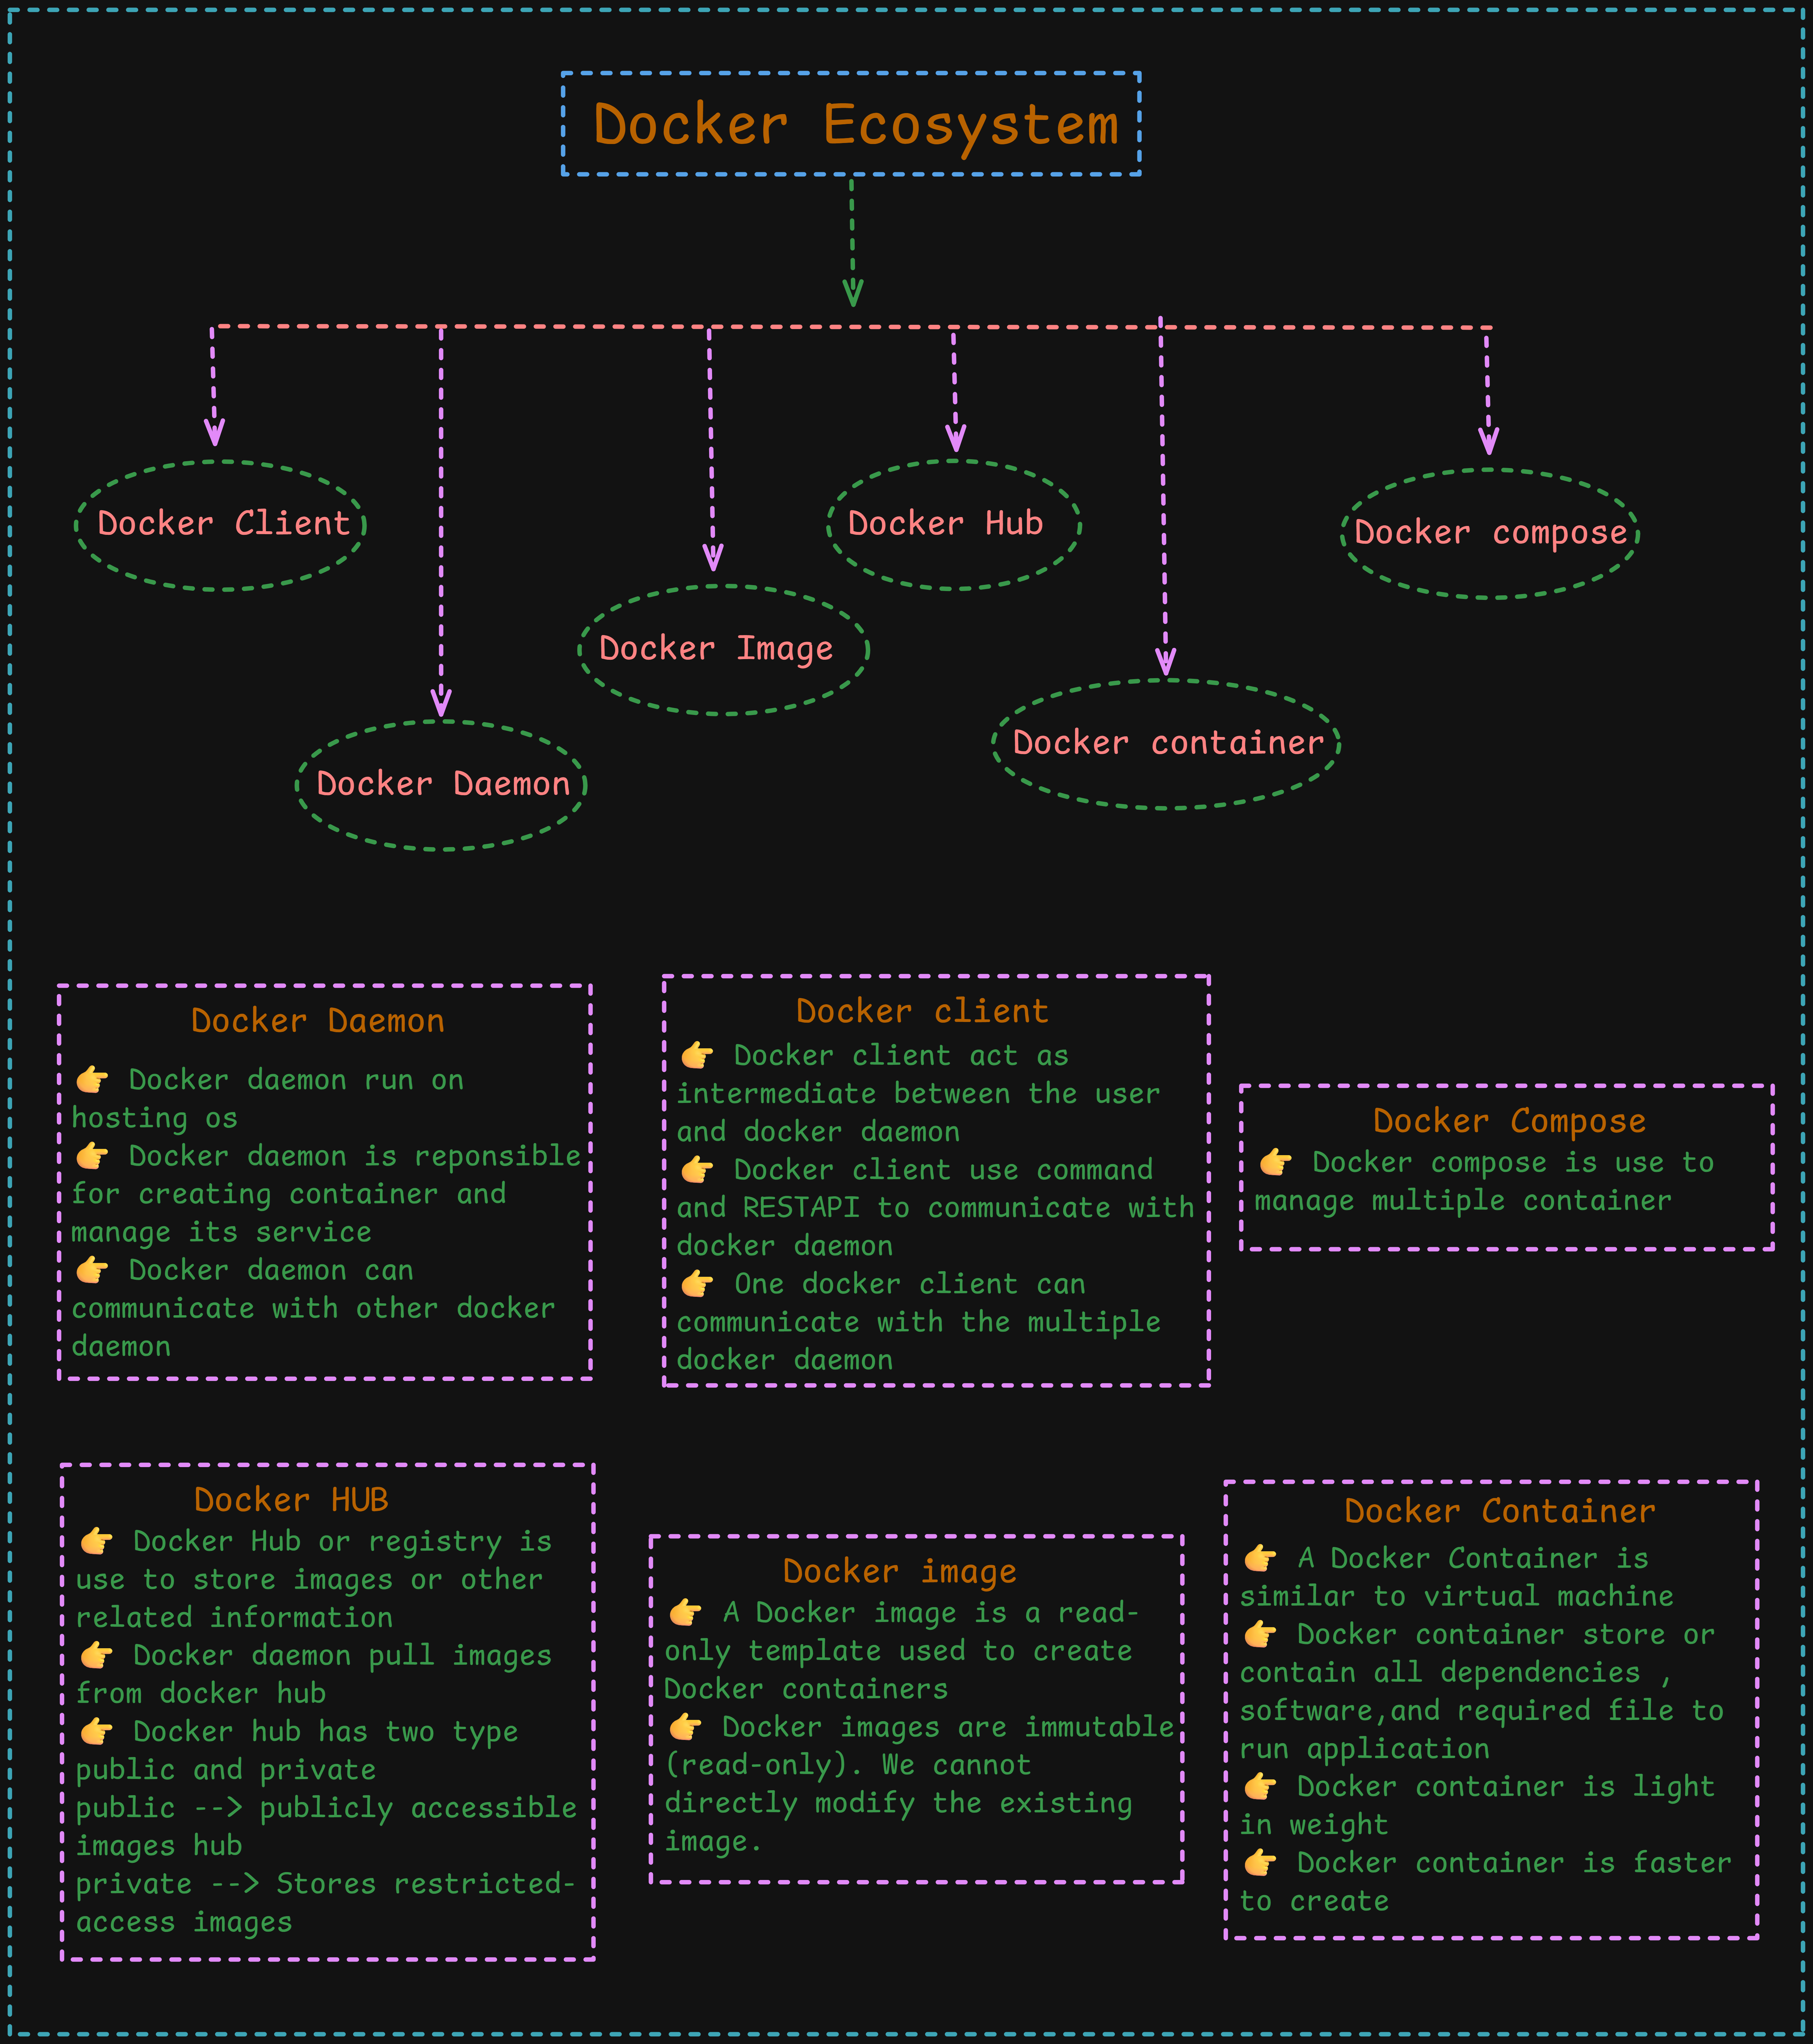 Docker Ecosystem
Docker Client
Docker Hub
Docker compose
Docker Image
Docker container
Docker Daemon
Docker Daemon
👉 Docker daemon run on
hosting os
👉 Docker daemon is reponsible
for creating container and
manage its service
👉 Docker daemon can
communicate with other docker
daemon
Docker client
👉 Docker client act as
intermediate between the user
and docker daemon
👉 Docker client use command
and RESTAPI to communicate with
docker daemon
👉 One docker client can
communicate with the multiple
docker daemon
Docker Compose
👉 Docker compose is use to
manage multiple container
Docker HUB
👉 Docker Hub or registry is
use to store images or other
related information
👉 Docker daemon pull images
from docker hub
👉 Docker hub has two type
public and private
public --> publicly accessible
images hub
private --> Stores restricted-
access images
Docker image
👉 A Docker image is a read-
only template used to create
Docker containers
👉 Docker images are immutable
(read-only). We cannot
directly modify the existing
image.
Docker Container
👉 A Docker Container is
similar to virtual machine
👉 Docker container store or
contain all dependencies ,
software,and required file to
run application
👉 Docker container is light
in weight
👉 Docker container is faster
to create